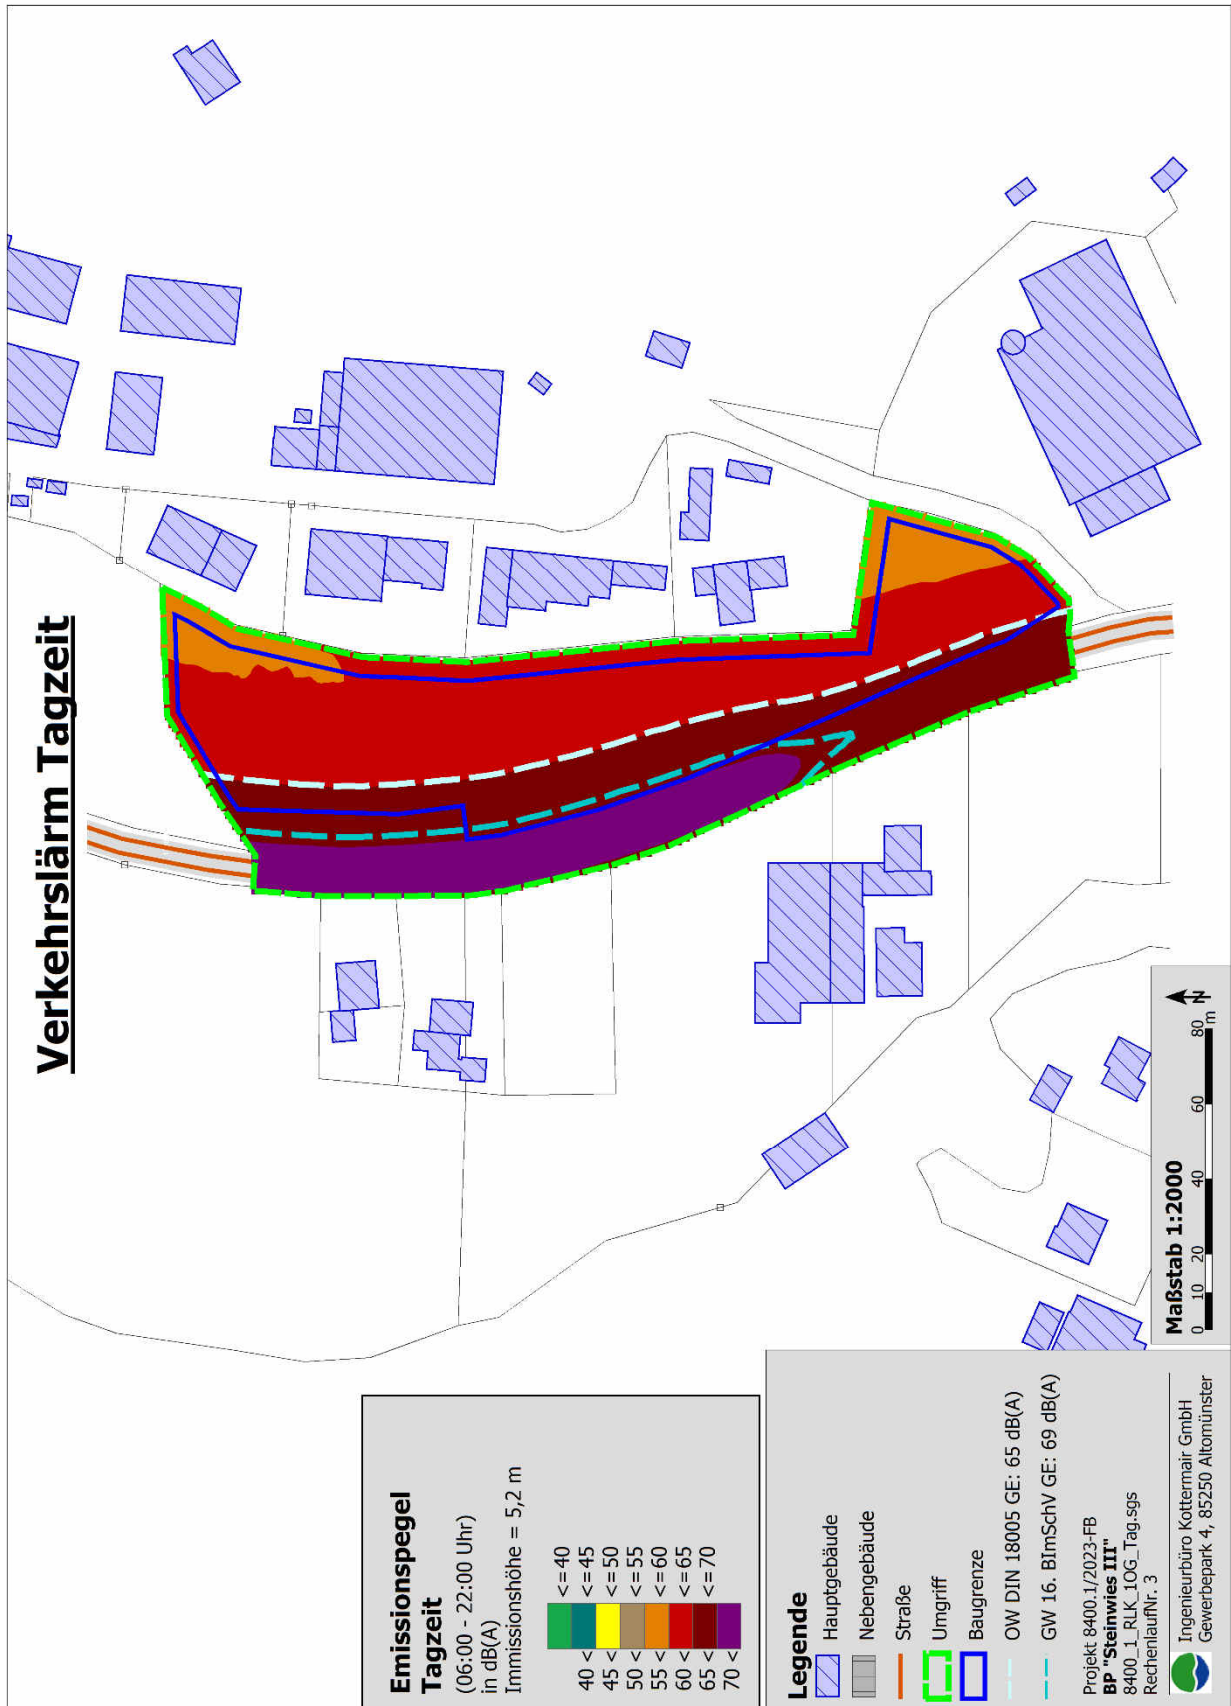 Verkehrslärm Tagzeit
Emissionspegel
Tagzeit
(06:00 - 22:00 Uhr)
in dB(A)
Immissionshöhe = 5,2 m
<=40
40 < <=45
45 < <=50
50 < <=55
55 < <=60
60 < <=65
65 < <=70
70 <
Legende
Hauptgebäude
Nebengebäude
Straße
Umgriff
Baugrenze
OW DIN 18005 GE: 65 dB(A)
GW 16. BImSchV GE: 69 dB(A)
Projekt 8400.1/2023-FB
BP "Steinwies III"
8400_1_RLK_1OG_Tag.sgs
RechenlaufNr. 3
Ingenieurbüro Kottermair GmbH
Gewerbepark 4, 85250 Altomünster
Maßstab 1:2000
N
0 10 20 40 60 80
m